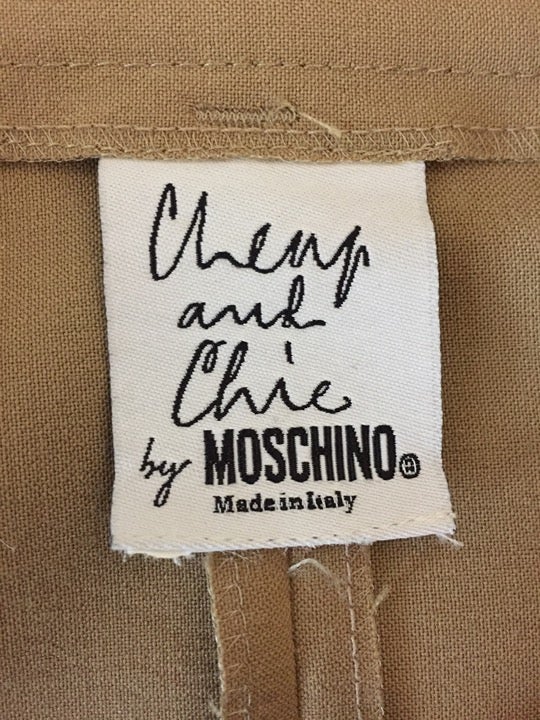 Cheap
and
Chic
by MOSCHINO®
Made in Italy